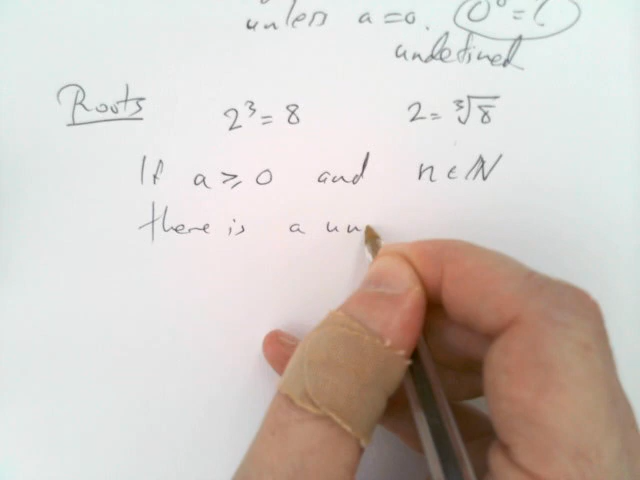 unless a=0. 0⁰=?
undefined
Roots 2³=8 2=∛8
If a⩾0 and n∈ℕ
there is a un